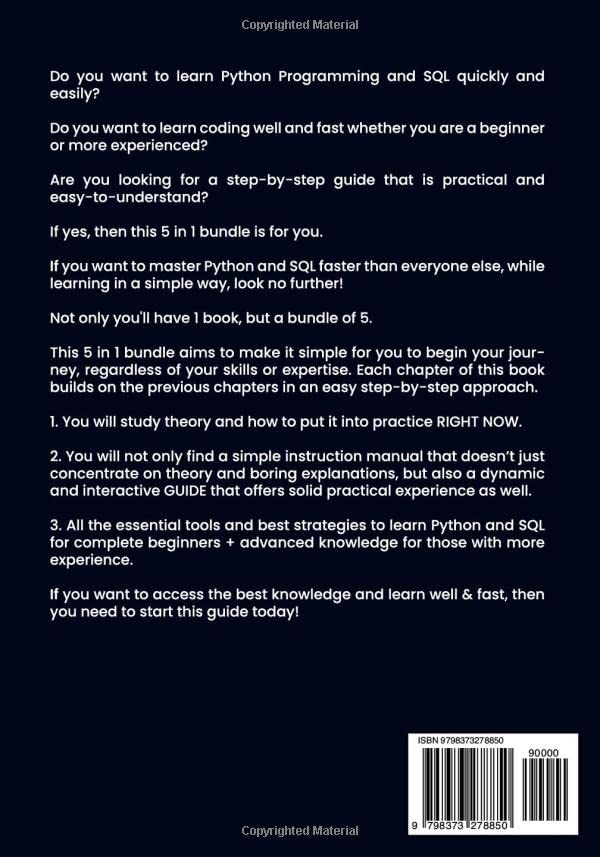 Copyrighted Material
Do you want to learn Python Programming and SQL quickly and
easily?
Do you want to learn coding well and fast whether you are a beginner
or more experienced?
Are you looking for a step-by-step guide that is practical and
easy-to-understand?
If yes, then this 5 in 1 bundle is for you.
If you want to master Python and SQL faster than everyone else, while
learning in a simple way, look no further!
Not only you'll have 1 book, but a bundle of 5.
This 5 in 1 bundle aims to make it simple for you to begin your jour-
ney, regardless of your skills or expertise. Each chapter of this book
builds on the previous chapters in an easy step-by-step approach.
1. You will study theory and how to put it into practice RIGHT NOW.
2. You will not only find a simple instruction manual that doesn’t just
concentrate on theory and boring explanations, but also a dynamic
and interactive GUIDE that offers solid practical experience as well.
3. All the essential tools and best strategies to learn Python and SQL
for complete beginners + advanced knowledge for those with more
experience.
If you want to access the best knowledge and learn well & fast, then
you need to start this guide today!
ISBN 9798373278850
90000
9 798373 278850
Copyrighted Material